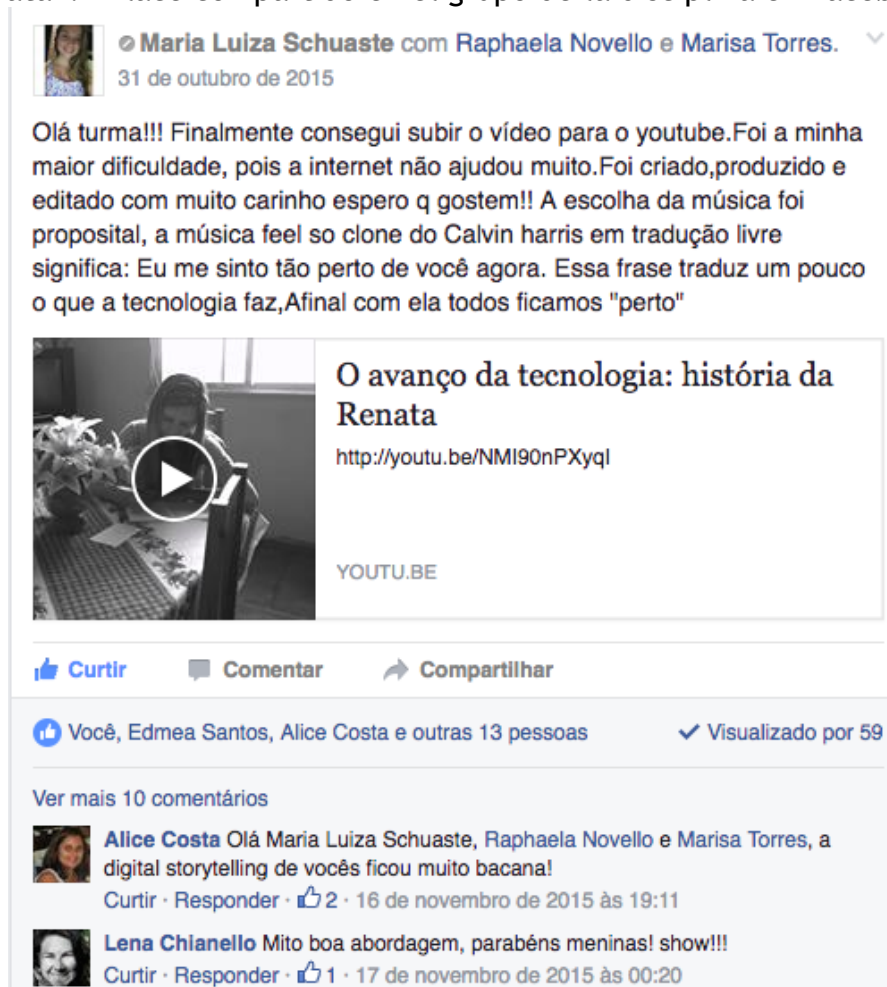 Maria Luiza Schuaste com Raphaela Novello e Marisa Torres.
31 de outubro de 2015
Olá turma!!! Finalmente consegui subir o vídeo para o youtube.Foi a minha
maior dificuldade, pois a internet não ajudou muito.Foi criado,produzido e
editado com muito carinho espero q gostem!! A escolha da música foi
proposital, a música feel so clone do Calvin harris em tradução livre
significa: Eu me sinto tão perto de você agora. Essa frase traduz um pouco
o que a tecnologia faz,Afinal com ela todos ficamos "perto"
O avanço da tecnologia: história da
Renata
http://youtu.be/NMI90nPXyqI
YOUTU.BE
Curtir Comentar Compartilhar
Você, Edmea Santos, Alice Costa e outras 13 pessoas Visualizado por 59
Ver mais 10 comentários
Alice Costa Olá Maria Luiza Schuaste, Raphaela Novello e Marisa Torres, a
digital storytelling de vocês ficou muito bacana!
Curtir · Responder · 2 · 16 de novembro de 2015 às 19:11
Lena Chianello Mito boa abordagem, parabéns meninas! show!!!
Curtir · Responder · 1 · 17 de novembro de 2015 às 00:20